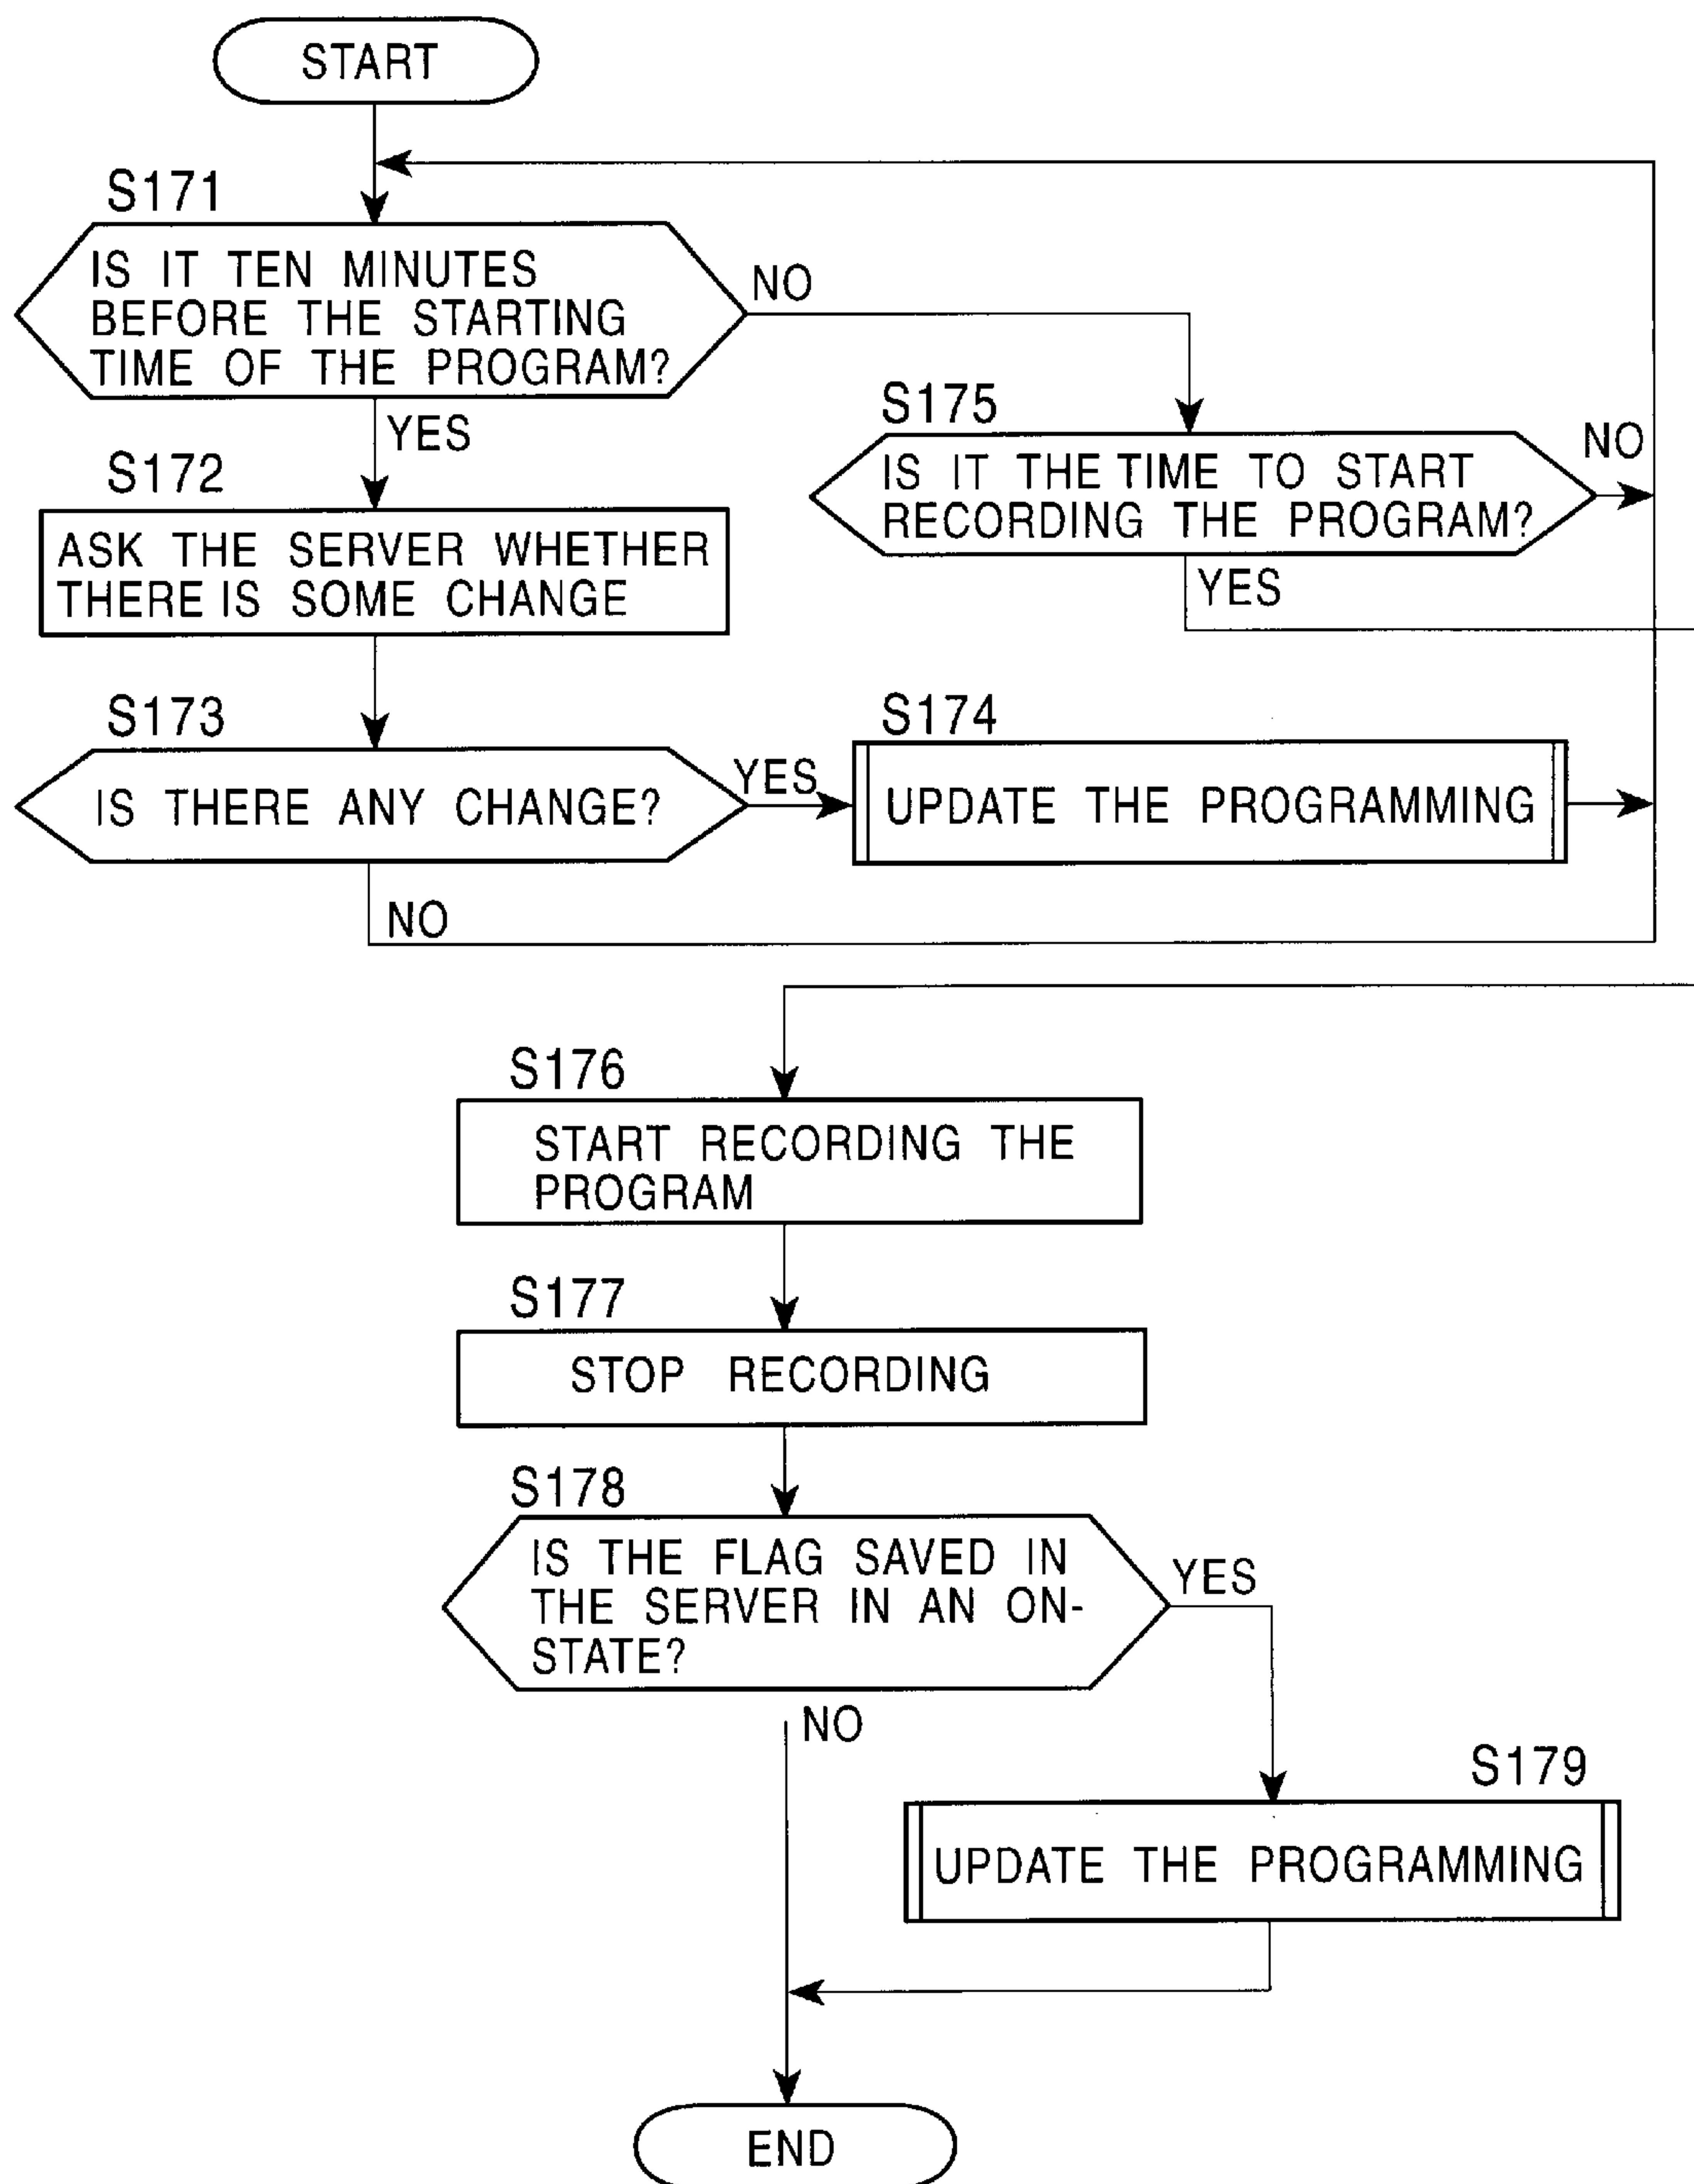 START
S171
IS IT TEN MINUTES
BEFORE THE STARTING
TIME OF THE PROGRAM?
NO
YES
S175
IS IT THE TIME TO START
RECORDING THE PROGRAM?
NO
YES
S172
ASK THE SERVER WHETHER
THERE IS SOME CHANGE
S173
IS THERE ANY CHANGE?
YES
NO
S174
UPDATE THE PROGRAMMING
S176
START RECORDING THE
PROGRAM
S177
STOP RECORDING
S178
IS THE FLAG SAVED IN
THE SERVER IN AN ON-
STATE?
YES
NO
S179
UPDATE THE PROGRAMMING
END